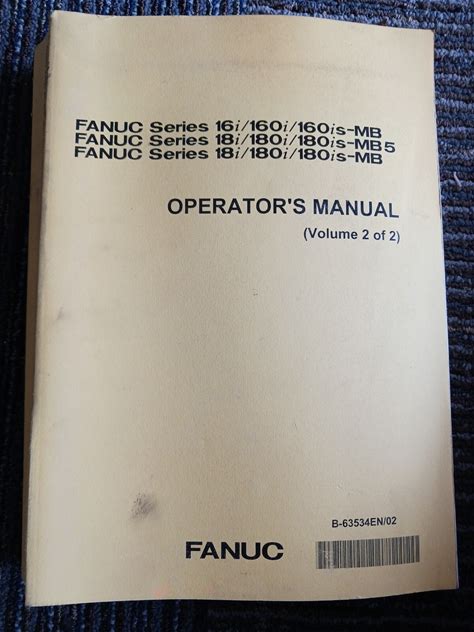 FANUC Series 16i/160i/160is-MB
FANUC Series 18i/180i/180is-MB5
FANUC Series 18i/180i/180is-MB
OPERATOR'S MANUAL
(Volume 2 of 2)
B-63534EN/02
FANUC